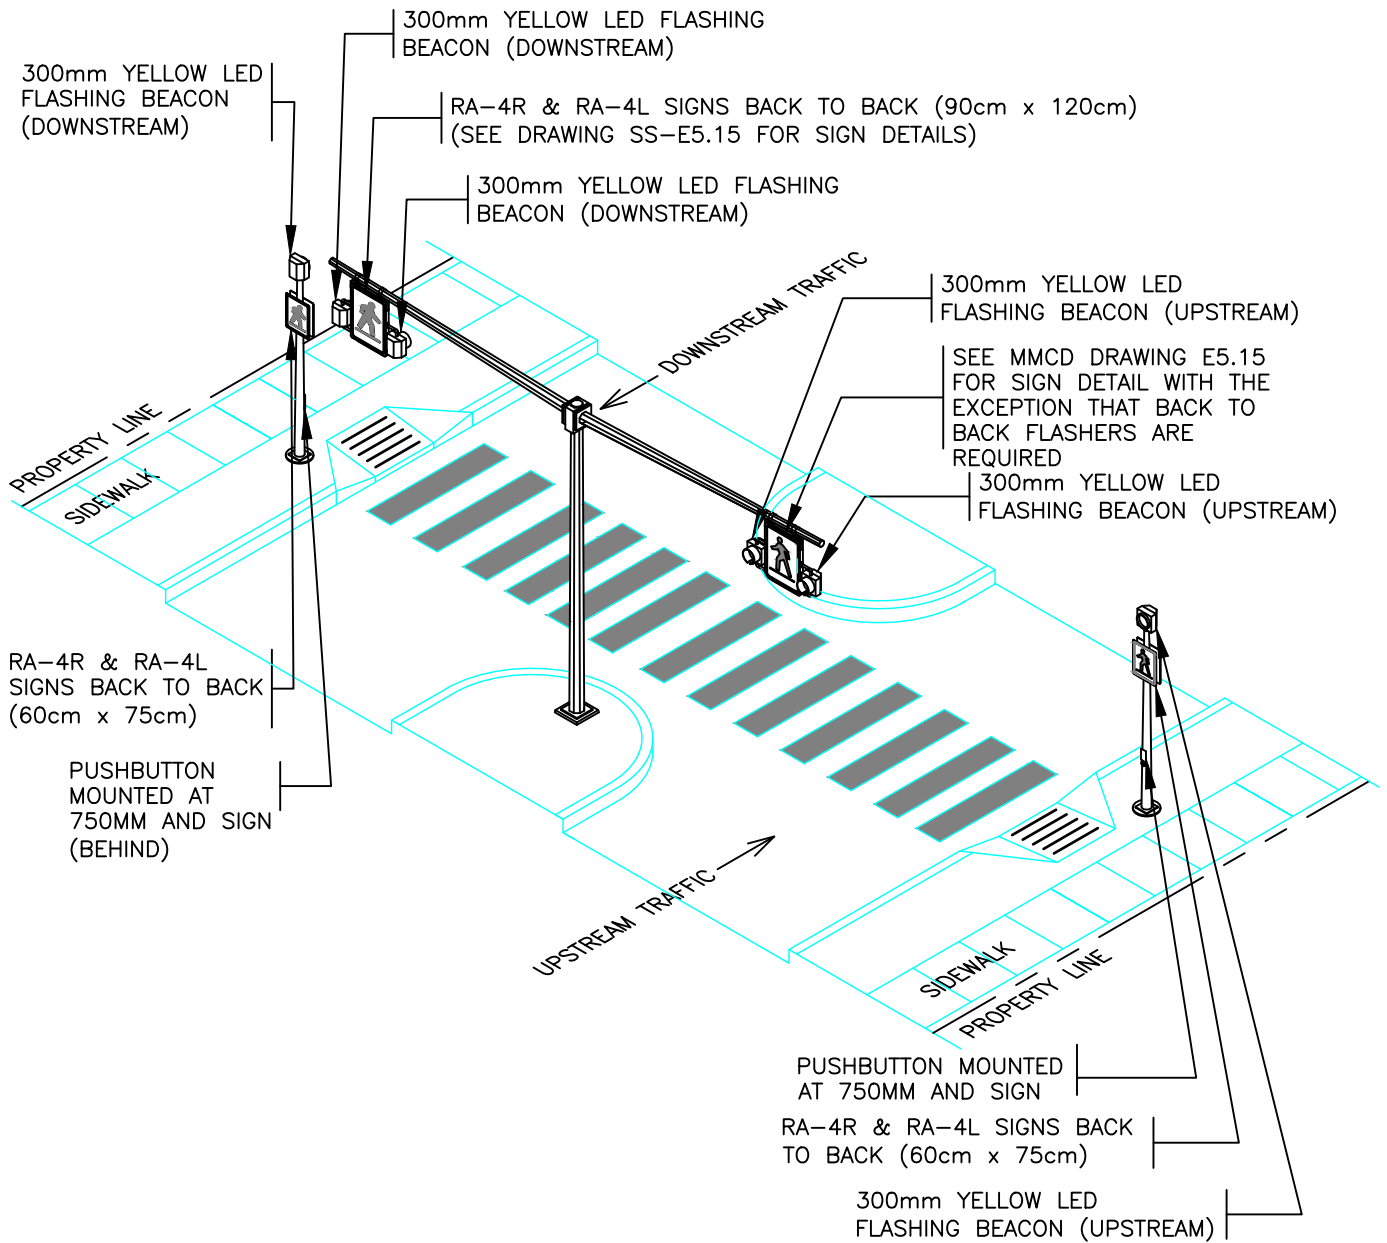 300mm YELLOW LED FLASHING
BEACON (DOWNSTREAM)
300mm YELLOW LED
FLASHING BEACON
(DOWNSTREAM)
RA-4R & RA-4L SIGNS BACK TO BACK (90cm x 120cm)
(SEE DRAWING SS-E5.15 FOR SIGN DETAILS)
300mm YELLOW LED FLASHING
BEACON (DOWNSTREAM)
DOWNSTREAM TRAFFIC
300mm YELLOW LED
FLASHING BEACON (UPSTREAM)
SEE MMCD DRAWING E5.15
FOR SIGN DETAIL WITH THE
EXCEPTION THAT BACK TO
BACK FLASHERS ARE
REQUIRED
300mm YELLOW LED
FLASHING BEACON (UPSTREAM)
PROPERTY LINE
SIDEWALK
RA-4R & RA-4L
SIGNS BACK TO BACK
(60cm x 75cm)
PUSHBUTTON
MOUNTED AT
750MM AND SIGN
(BEHIND)
UPSTREAM TRAFFIC
SIDEWALK
PROPERTY LINE
PUSHBUTTON MOUNTED
AT 750MM AND SIGN
RA-4R & RA-4L SIGNS BACK
TO BACK (60cm x 75cm)
300mm YELLOW LED
FLASHING BEACON (UPSTREAM)